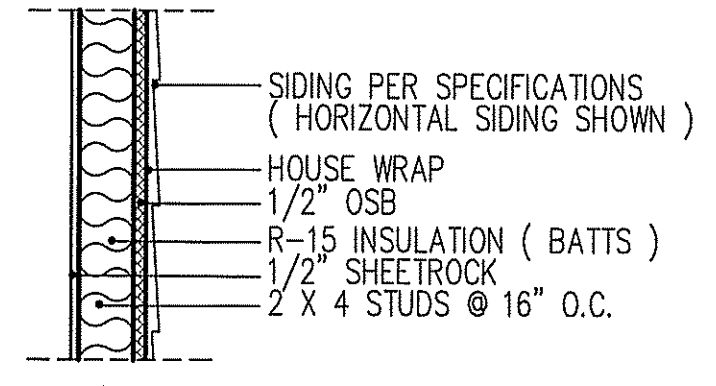 SIDING PER SPECIFICATIONS
( HORIZONTAL SIDING SHOWN )
HOUSE WRAP
1/2" OSB
R-15 INSULATION ( BATTS )
1/2" SHEETROCK
2 X 4 STUDS @ 16" O.C.